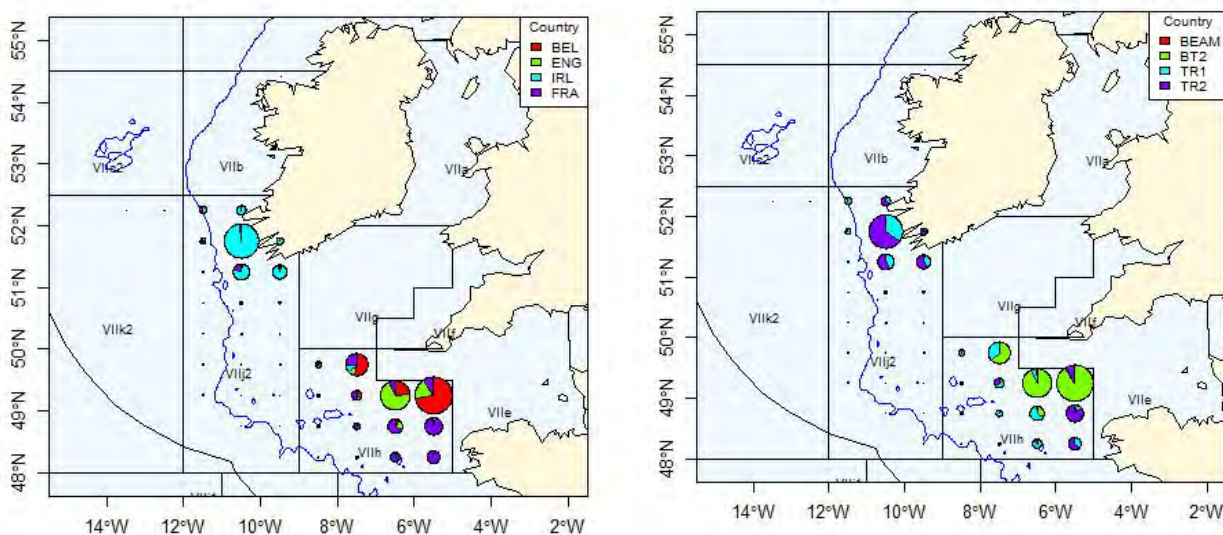 Country
BEL
ENG
IRL
FRA
55°N
54°N
53°N
52°N
51°N
50°N
49°N
48°N
VIIb
VIIa
VIIg
VIIf
VIIk2
VIIj2
VIIe
VIIh
14°W
12°W
10°W
8°W
6°W
4°W
2°W
Country
BEAM
BT2
TR1
TR2
55°N
54°N
53°N
52°N
51°N
50°N
49°N
48°N
VIIb
VIIa
VIIg
VIIf
VIIk2
VIIj2
VIIe
VIIh
14°W
12°W
10°W
8°W
6°W
4°W
2°W